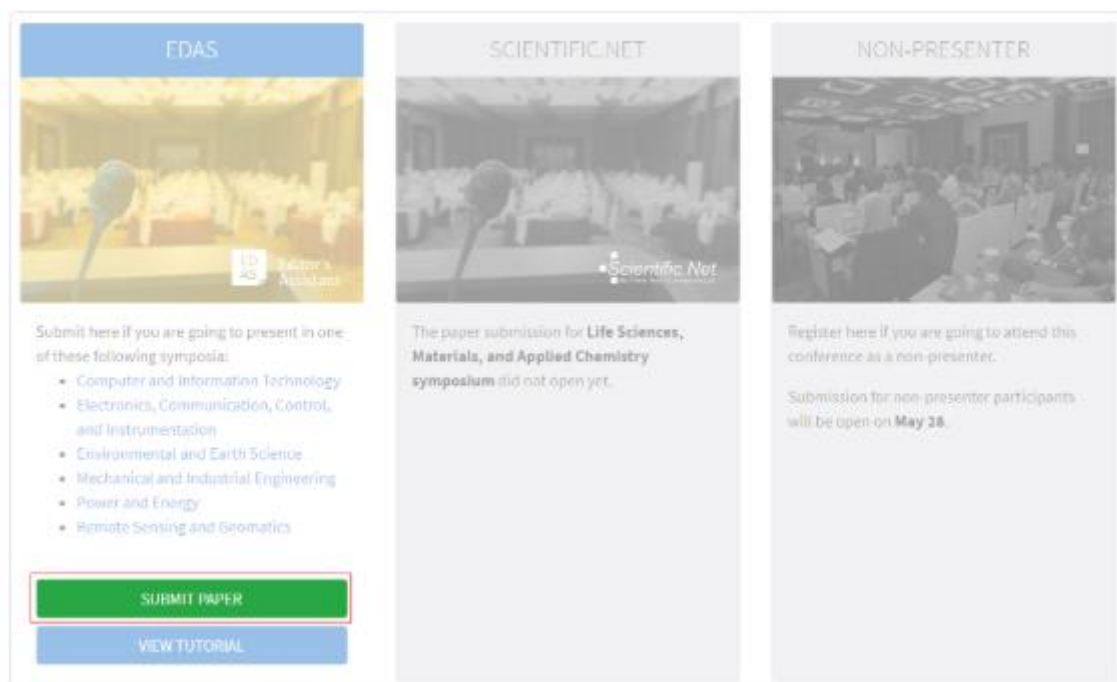 EDAS
ED
AS
Editor's
Assistant
Submit here if you are going to present in one
of these following symposia:
Computer and Information Technology
Electronics, Communication, Control,
and Instrumentation
Environmental and Earth Science
Mechanical and Industrial Engineering
Power and Energy
Remote Sensing and Geomatics
SUBMIT PAPER
VIEW TUTORIAL
SCIENTIFIC.NET
Scientific.Net
The paper submission for Life Sciences,
Materials, and Applied Chemistry
symposium did not open yet.
NON-PRESENTER
Register here if you are going to attend this
conference as a non-presenter.
Submission for non-presenter participants
will be open on May 28.